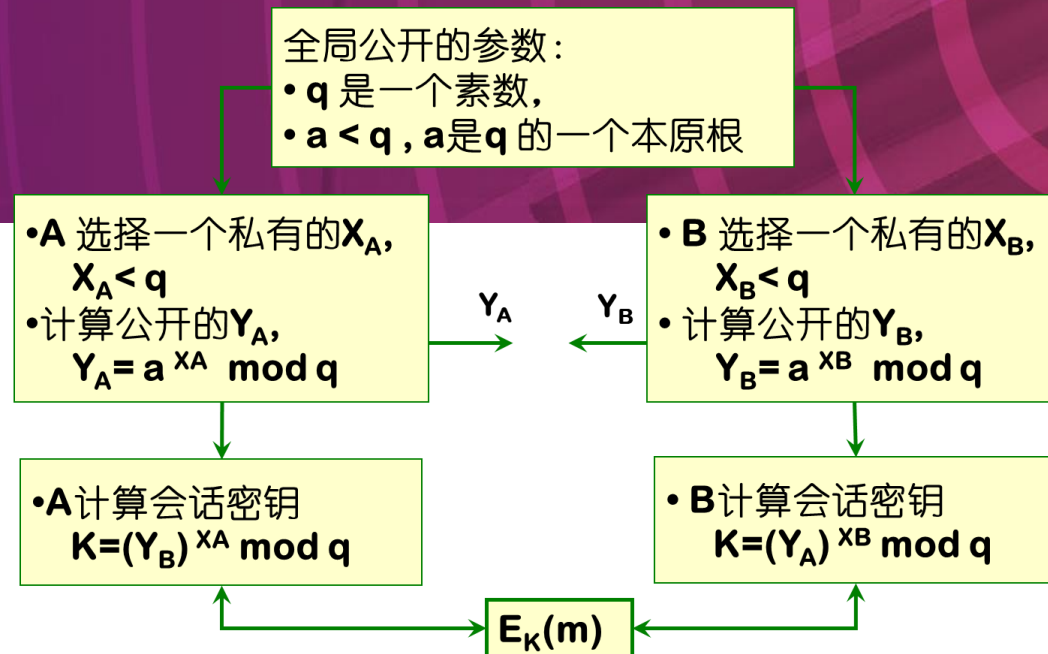 全局公开的参数:
• q 是一个素数,
• a < q , a是q 的一个本原根
•A 选择一个私有的XA,
XA< q
•计算公开的YA,
YA= a XA mod q
YA
YB
• B 选择一个私有的XB,
XB< q
• 计算公开的YB,
YB= a XB mod q
•A计算会话密钥
K=(YB) XA mod q
• B计算会话密钥
K=(YA) XB mod q
EK(m)